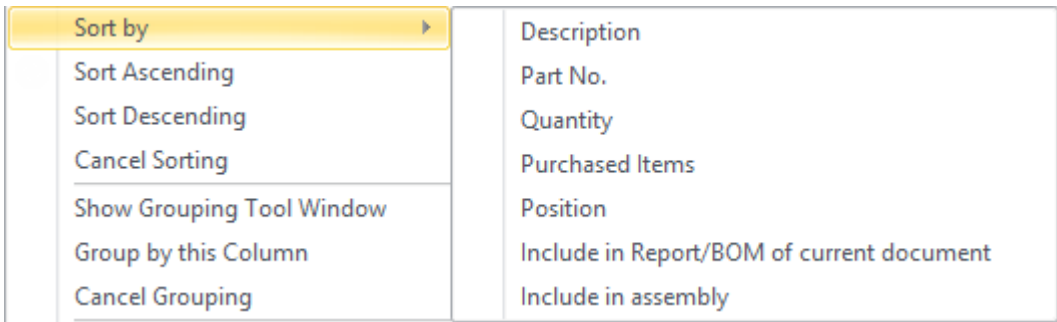 Sort by
Sort Ascending
Sort Descending
Cancel Sorting
Show Grouping Tool Window
Group by this Column
Cancel Grouping
Description
Part No.
Quantity
Purchased Items
Position
Include in Report/BOM of current document
Include in assembly